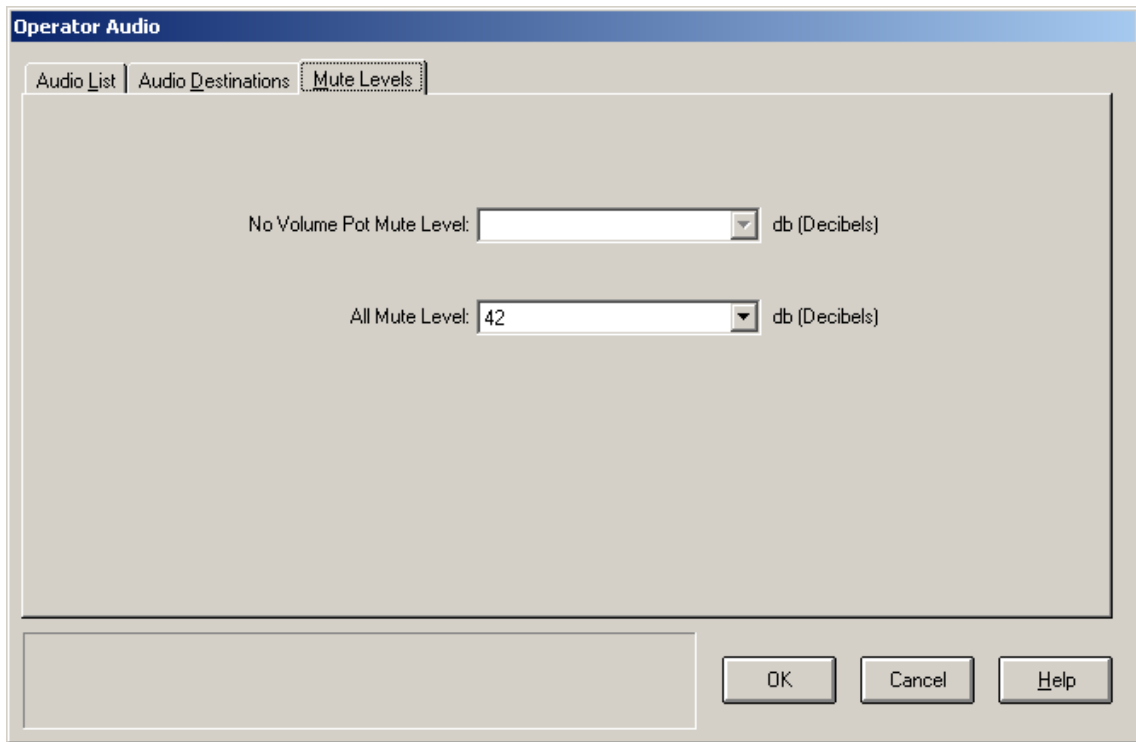 Operator Audio
Audio List Audio Destinations Mute Levels
No Volume Pot Mute Level: db (Decibels)
All Mute Level: 42 db (Decibels)
OK Cancel Help